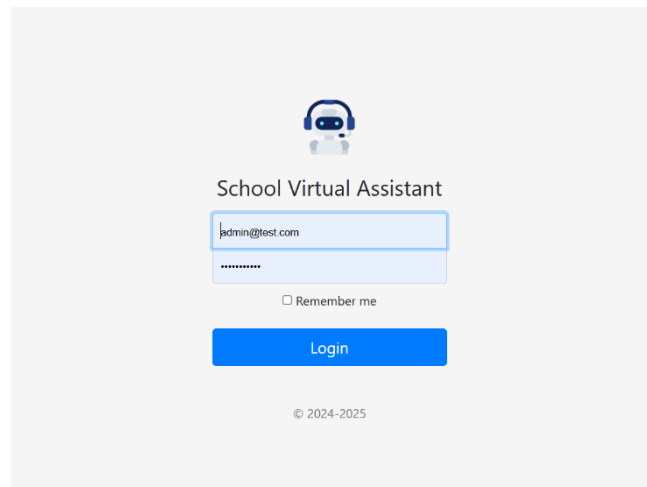 School Virtual Assistant
admin@test.com
•••••••••••
Remember me
Login
© 2024-2025